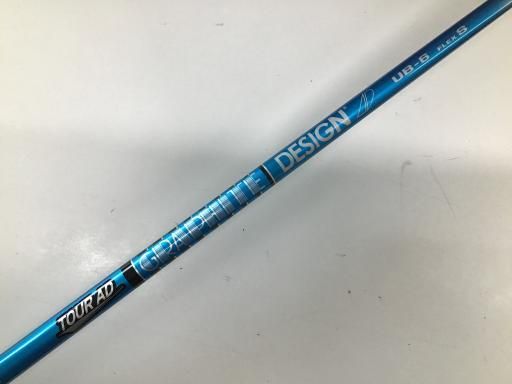 TOUR AD
GRAPHITE DESIGN
UB-6 FLEX S